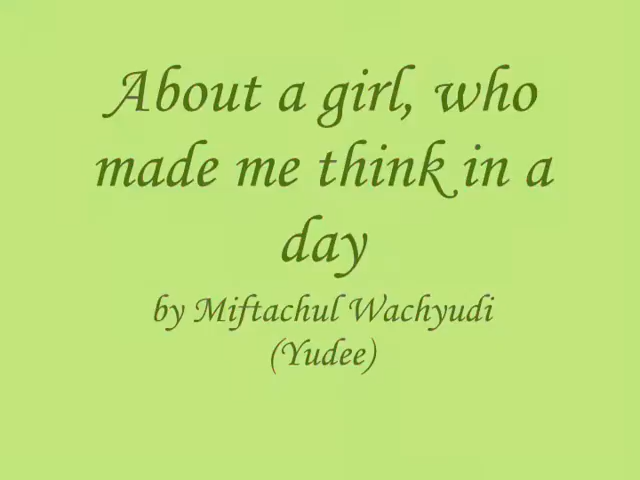 About a girl, who
made me think in a
day
by Miftachul Wachyudi
(Yudee)